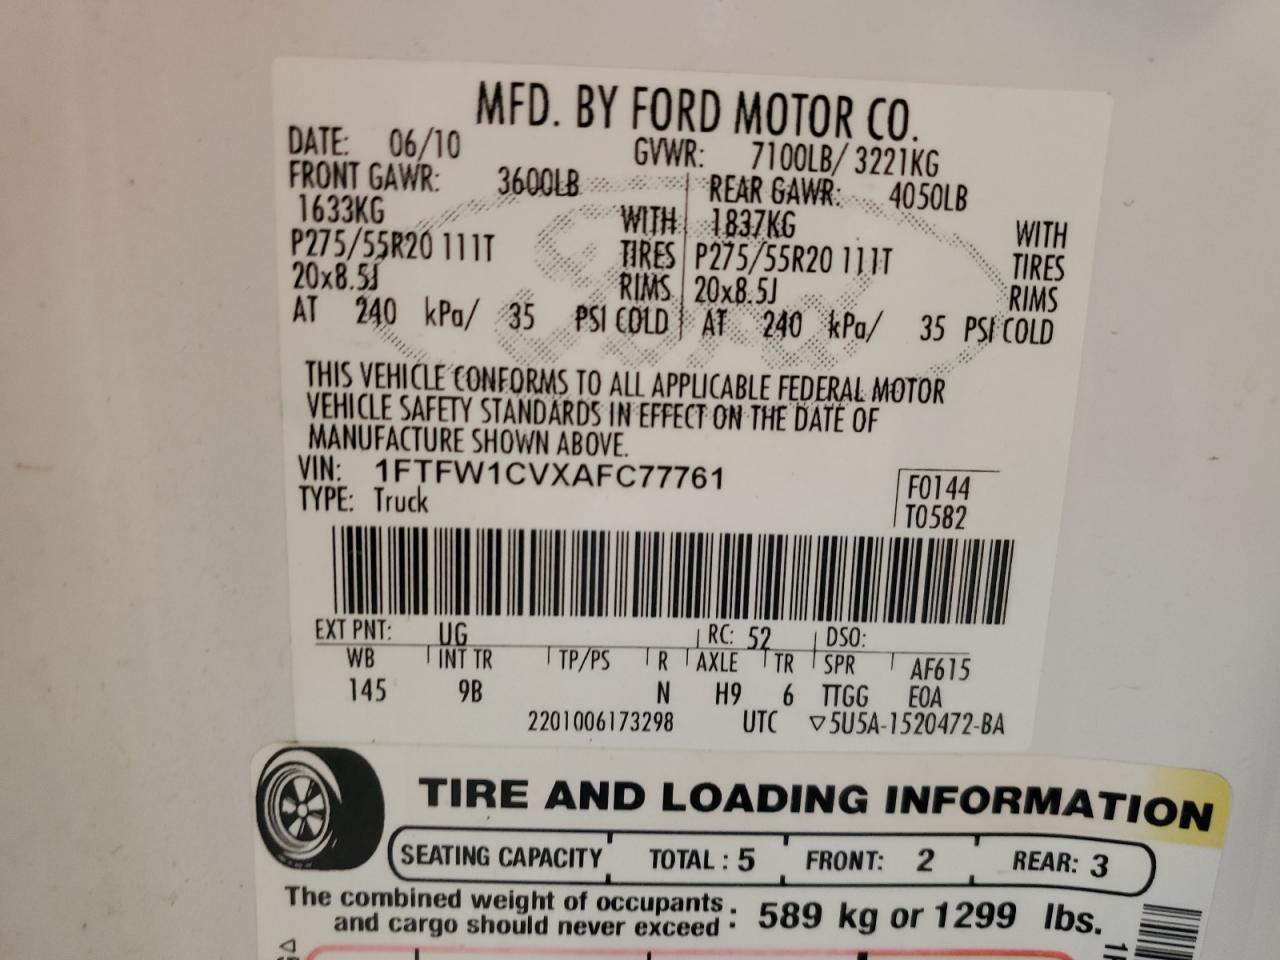 MFD. BY FORD MOTOR CO.
DATE: 06/10 GVWR: 7100LB/ 3221KG
FRONT GAWR: 3600LB REAR GAWR: 4050LB
1633KG WITH 1837KG WITH
P275/55R20 111T TIRES P275/55R20 111T TIRES
20x8.5J RIMS 20x8.5J RIMS
AT 240 kPa/ 35 PSI COLD AT 240 kPa/ 35 PSI COLD
THIS VEHICLE CONFORMS TO ALL APPLICABLE FEDERAL MOTOR
VEHICLE SAFETY STANDARDS IN EFFECT ON THE DATE OF
MANUFACTURE SHOWN ABOVE.
VIN: 1FTFW1CVXAFC77761 F0144
TYPE: Truck T0582
EXT PNT: UG RC: 52 DSO:
WB INT TR TP/PS R AXLE TR SPR AF615
145 9B N H9 6 TTGG E0A
2201006173298 UTC ▽5U5A-1520472-BA
TIRE AND LOADING INFORMATION
SEATING CAPACITY TOTAL : 5 FRONT: 2 REAR: 3
The combined weight of occupants
and cargo should never exceed : 589 kg or 1299 lbs.